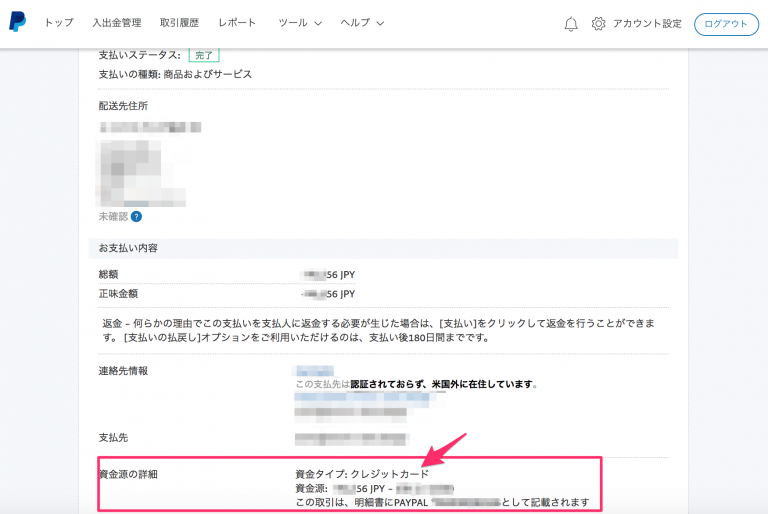 トップ 入出金管理 取引履歴 レポート ツール ヘルプ アカウント設定 ログアウト
支払いステータス: 完了
支払いの種類: 商品およびサービス
配送先住所
未確認 ?
お支払い内容
総額 56 JPY
正味金額 56 JPY
返金 – 何らかの理由でこの支払いを支払人に返金する必要が生じた場合は、[支払い]をクリックして返金を行うことができま
す。 [支払いの払戻し]オプションをご利用いただけるのは、支払い後180日間までです。
連絡先情報
この支払先は認証されておらず、米国外に在住しています。
支払先
資金源の詳細 資金タイプ: クレジットカード
資金源: 56 JPY –
この取引は、明細書にPAYPAL として記載されます